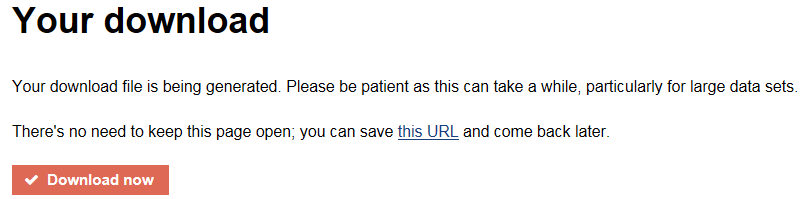 Your download
Your download file is being generated. Please be patient as this can take a while, particularly for large data sets.
There's no need to keep this page open; you can save this URL and come back later.
Download now